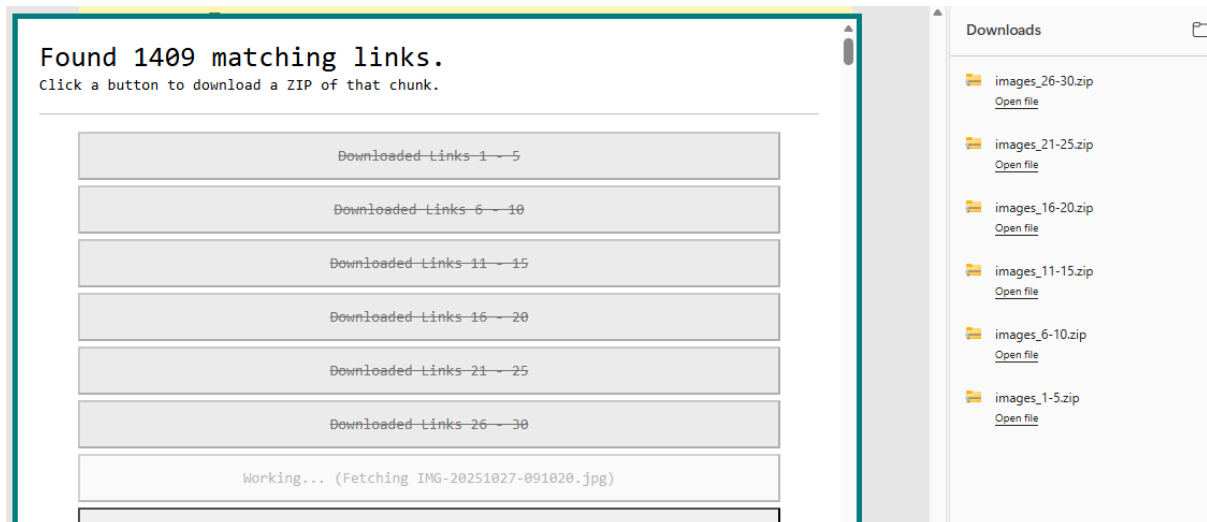 Found 1409 matching links.
Click a button to download a ZIP of that chunk.
Downloaded Links 1 - 5
Downloaded Links 6 - 10
Downloaded Links 11 - 15
Downloaded Links 16 - 20
Downloaded Links 21 - 25
Downloaded Links 26 - 30
Working... (Fetching IMG-20251027-091020.jpg)
Downloads
images_26-30.zip
Open file
images_21-25.zip
Open file
images_16-20.zip
Open file
images_11-15.zip
Open file
images_6-10.zip
Open file
images_1-5.zip
Open file